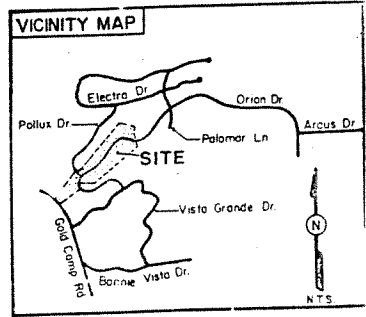 VICINITY MAP
Electra Dr
Orion Dr
Pollux Dr
Arcus Dr
Palomar Ln
SITE
Vista Grande Dr.
Gold Camp Rd
Bonnie Vista Dr.
N
NTS